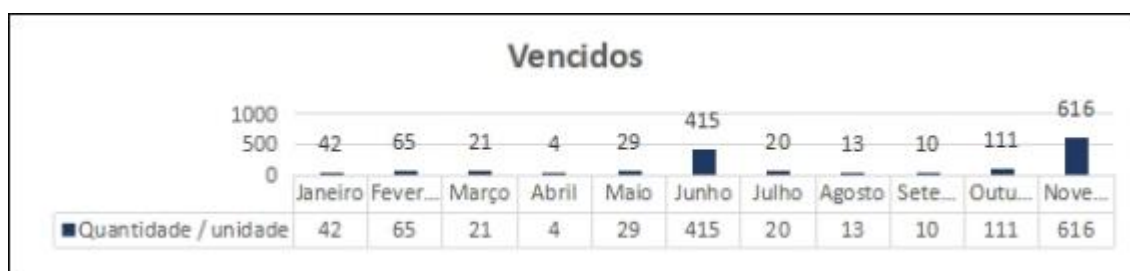 Vencidos
1000
500
0
42 65 21 4 29 415 20 13 10 111 616
Janeiro Fever... Março Abril Maio Junho Julho Agosto Sete... Outu... Nove...
Quantidade / unidade 42 65 21 4 29 415 20 13 10 111 616